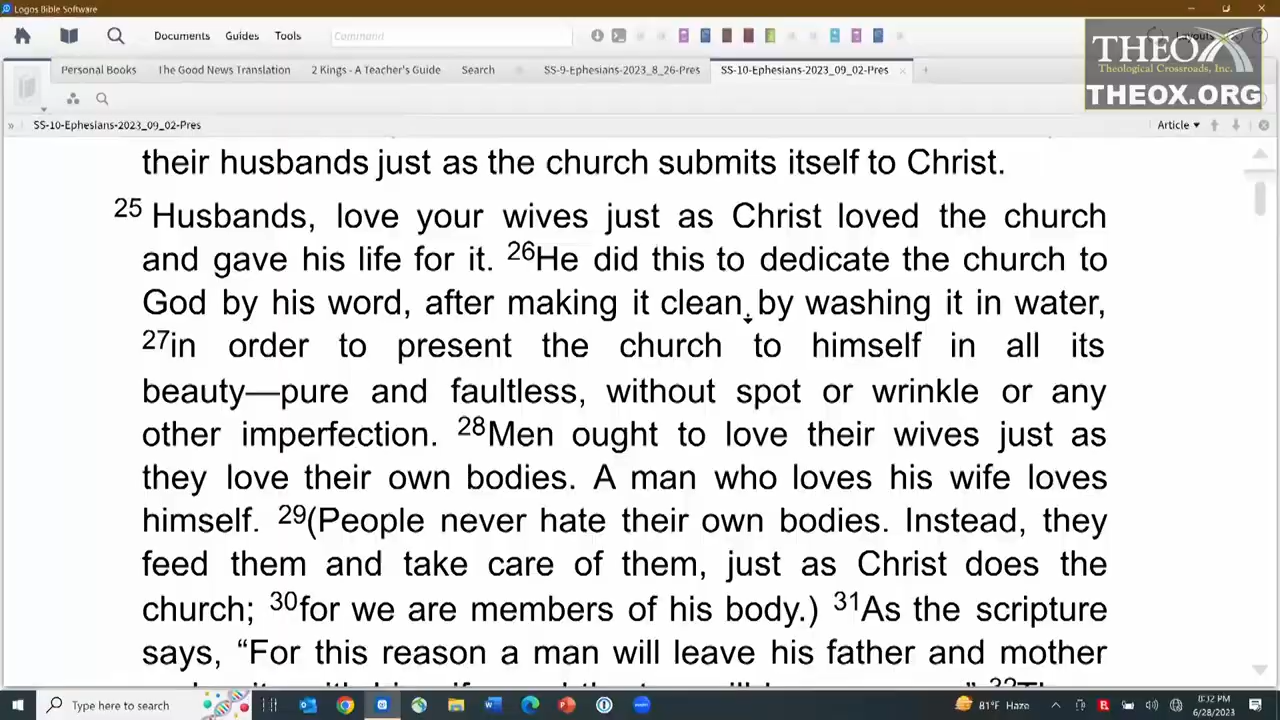 Logos Bible Software
Documents Guides Tools Command Layouts
THEOX
Theological Crossroads, Inc.
THEOX.ORG
Personal Books The Good News Translation 2 Kings - A Teacher's Guide Search SS-9-Ephesians-2023_8_26-Pres SS-10-Ephesians-2023_09_02-Pres
» SS-10-Ephesians-2023_09_02-Pres Article
their husbands just as the church submits itself to Christ.
25 Husbands, love your wives just as Christ loved the church
and gave his life for it. 26He did this to dedicate the church to
God by his word, after making it clean by washing it in water,
27in order to present the church to himself in all its
beauty—pure and faultless, without spot or wrinkle or any
other imperfection. 28Men ought to love their wives just as
they love their own bodies. A man who loves his wife loves
himself. 29(People never hate their own bodies. Instead, they
feed them and take care of them, just as Christ does the
church; 30for we are members of his body.) 31As the scripture
says, “For this reason a man will leave his father and mother
32
Type here to search 81°F Haze 8:32 PM
6/28/2023